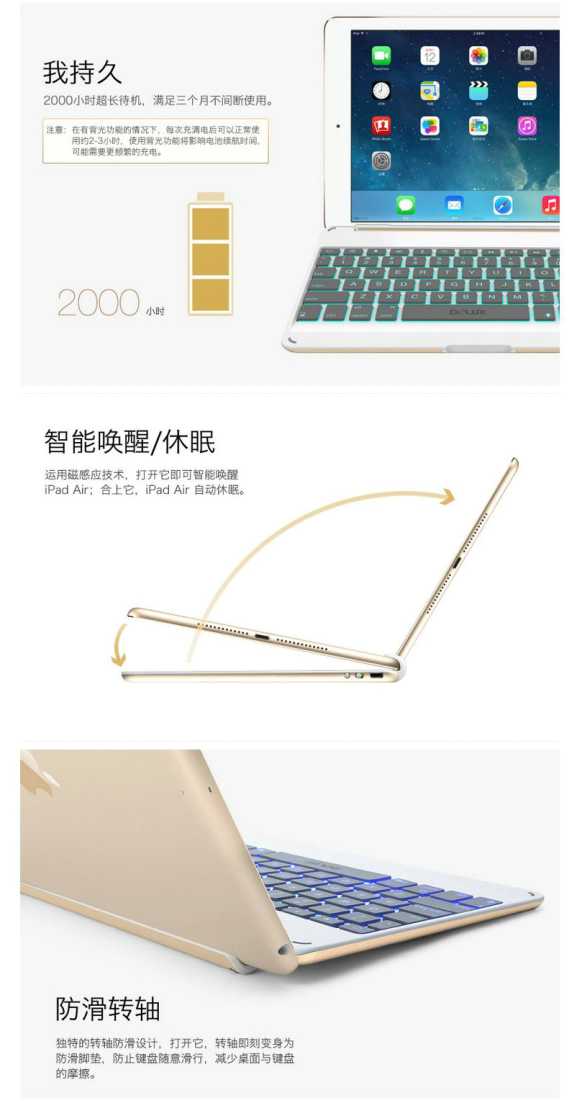 我持久
2000小时超长待机，满足三个月不间断使用。
注意：在有背光功能的情况下，每次充满电后可以正常使
用约2-3小时，使用背光功能将影响电池续航时间，
可能需要更频繁的充电。
2000 小时
智能唤醒/休眠
运用磁感应技术，打开它即可智能唤醒
iPad Air；合上它，iPad Air 自动休眠。
防滑转轴
独特的转轴防滑设计，打开它，转轴即刻变身为
防滑脚垫，防止键盘随意滑行，减少桌面与键盘
的摩擦。